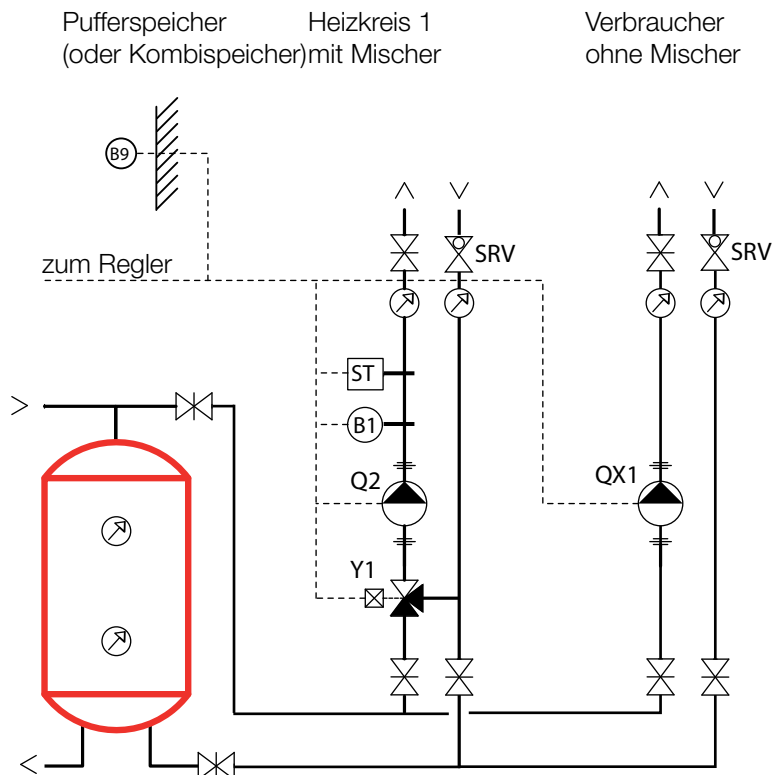 Pufferspeicher
(oder Kombispeicher)
Heizkreis 1
mit Mischer
Verbraucher
ohne Mischer
B9
zum Regler
SRV
SRV
ST
B1
Q2
QX1
Y1